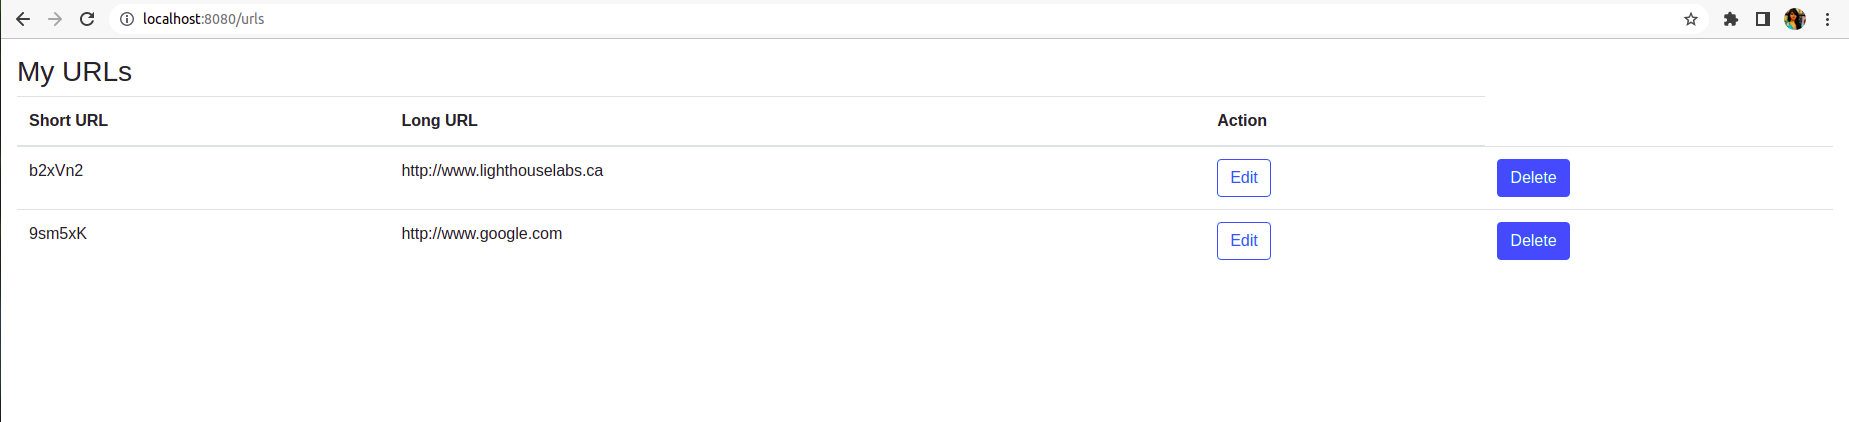 localhost:8080/urls
My URLs
Short URL Long URL Action
b2xVn2 http://www.lighthouselabs.ca Edit Delete
9sm5xK http://www.google.com Edit Delete